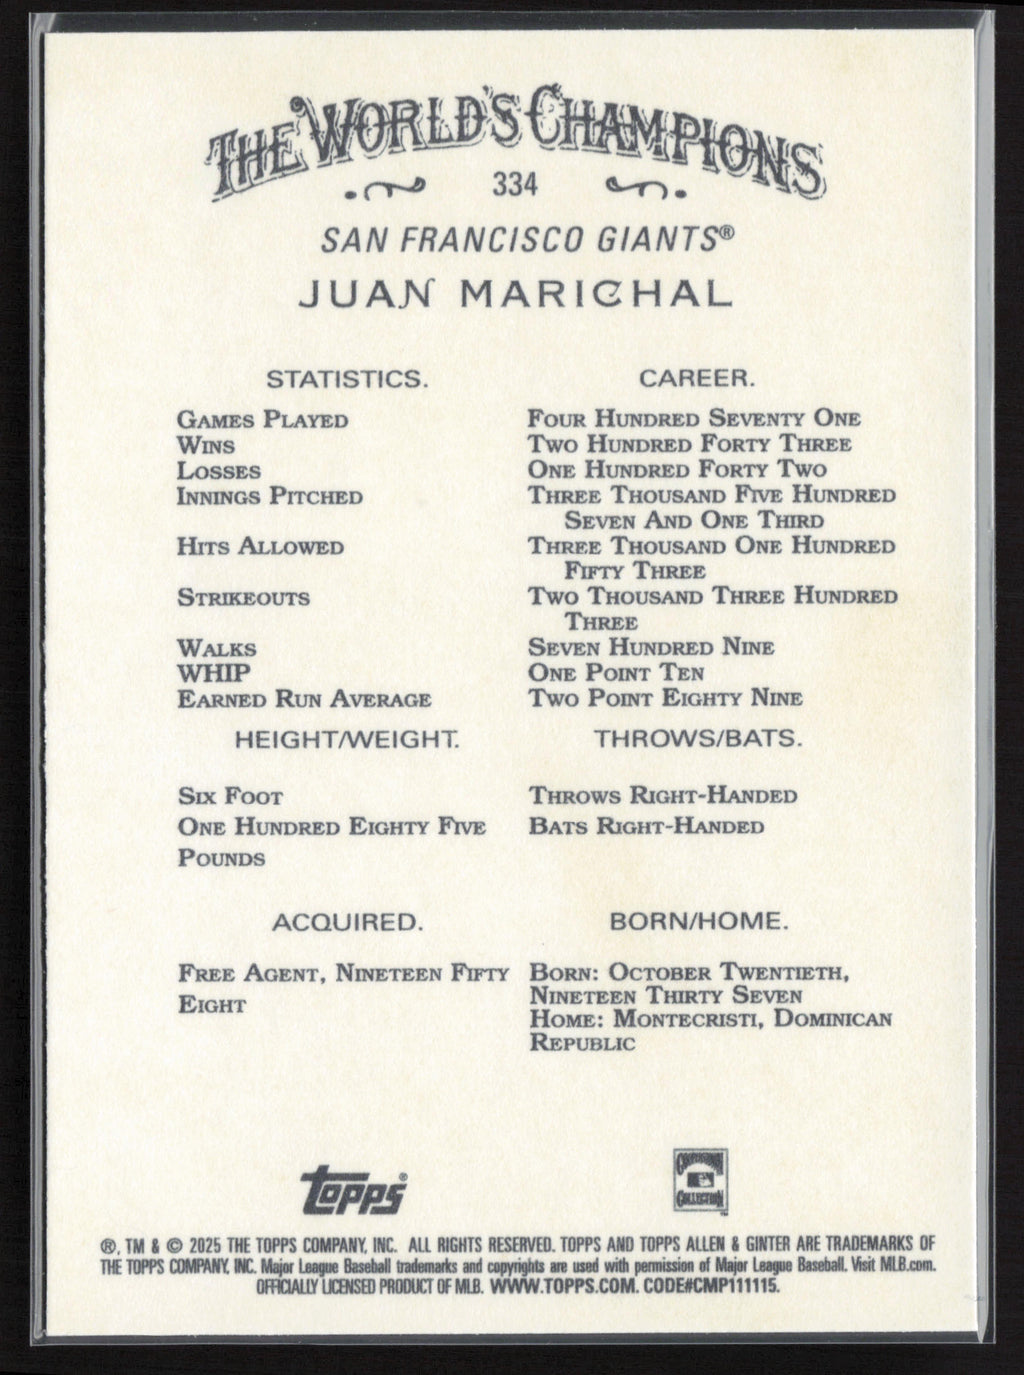 THE WORLD'S CHAMPIONS
334
SAN FRANCISCO GIANTS®
JUAN MARICHAL
STATISTICS. CAREER.
GAMES PLAYED FOUR HUNDRED SEVENTY ONE
WINS TWO HUNDRED FORTY THREE
LOSSES ONE HUNDRED FORTY TWO
INNINGS PITCHED THREE THOUSAND FIVE HUNDRED
SEVEN AND ONE THIRD
HITS ALLOWED THREE THOUSAND ONE HUNDRED
FIFTY THREE
STRIKEOUTS TWO THOUSAND THREE HUNDRED
THREE
WALKS SEVEN HUNDRED NINE
WHIP ONE POINT TEN
EARNED RUN AVERAGE TWO POINT EIGHTY NINE
HEIGHT/WEIGHT. THROWS/BATS.
SIX FOOT THROWS RIGHT-HANDED
ONE HUNDRED EIGHTY FIVE BATS RIGHT-HANDED
POUNDS
ACQUIRED. BORN/HOME.
FREE AGENT, NINETEEN FIFTY
EIGHT
BORN: OCTOBER TWENTIETH,
NINETEEN THIRTY SEVEN
HOME: MONTECRISTI, DOMINICAN
REPUBLIC
topps®
COOPERSTOWN
COLLECTION™
®, TM & © 2025 THE TOPPS COMPANY, INC. ALL RIGHTS RESERVED. TOPPS AND TOPPS ALLEN & GINTER ARE TRADEMARKS OF
THE TOPPS COMPANY, INC. Major League Baseball trademarks and copyrights are used with permission of Major League Baseball. Visit MLB.com.
OFFICIALLY LICENSED PRODUCT OF MLB. WWW.TOPPS.COM. CODE#CMP111115.